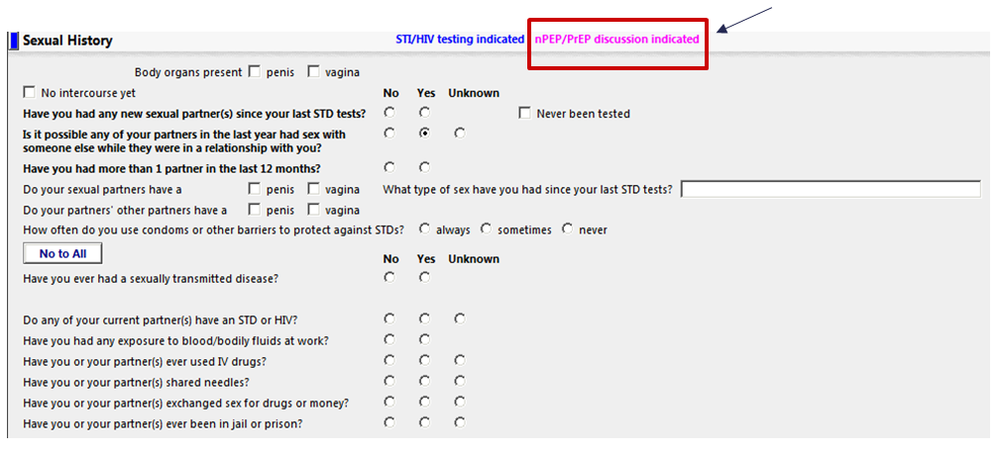 Sexual History STI/HIV testing indicated nPEP/PrEP discussion indicated
Body organs present penis vagina
No intercourse yet No Yes Unknown
Have you had any new sexual partner(s) since your last STD tests? Never been tested
Is it possible any of your partners in the last year had sex with
someone else while they were in a relationship with you?
Have you had more than 1 partner in the last 12 months?
Do your sexual partners have a penis vagina What type of sex have you had since your last STD tests?
Do your partners' other partners have a penis vagina
How often do you use condoms or other barriers to protect against STDs? always sometimes never
No to All No Yes Unknown
Have you ever had a sexually transmitted disease?
Do any of your current partner(s) have an STD or HIV?
Have you had any exposure to blood/bodily fluids at work?
Have you or your partner(s) ever used IV drugs?
Have you or your partner(s) shared needles?
Have you or your partner(s) exchanged sex for drugs or money?
Have you or your partner(s) ever been in jail or prison?